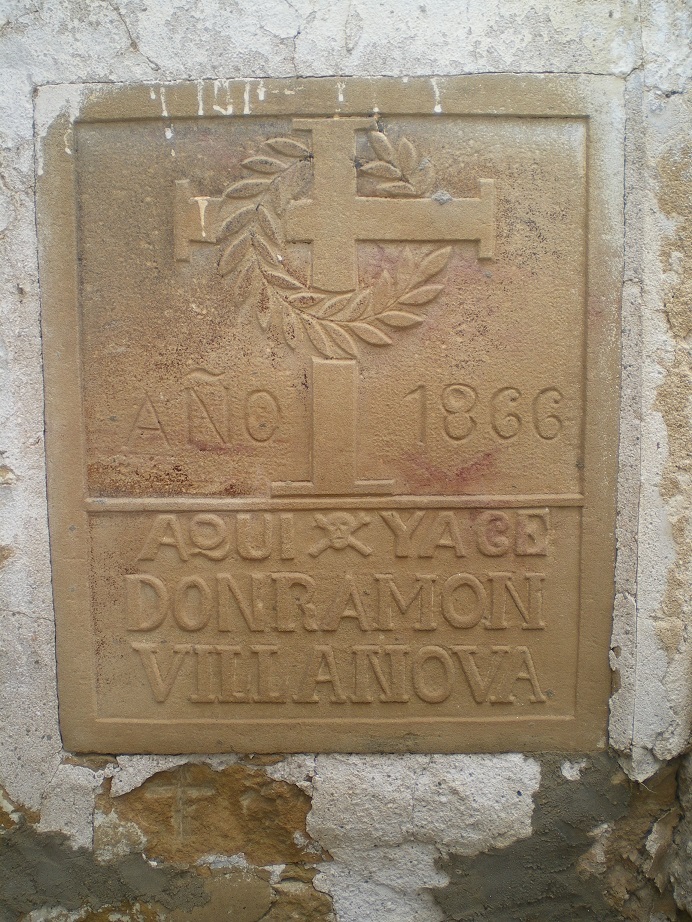 AÑO 1866
AQUI YACE
DON RAMON
VILLANOVA